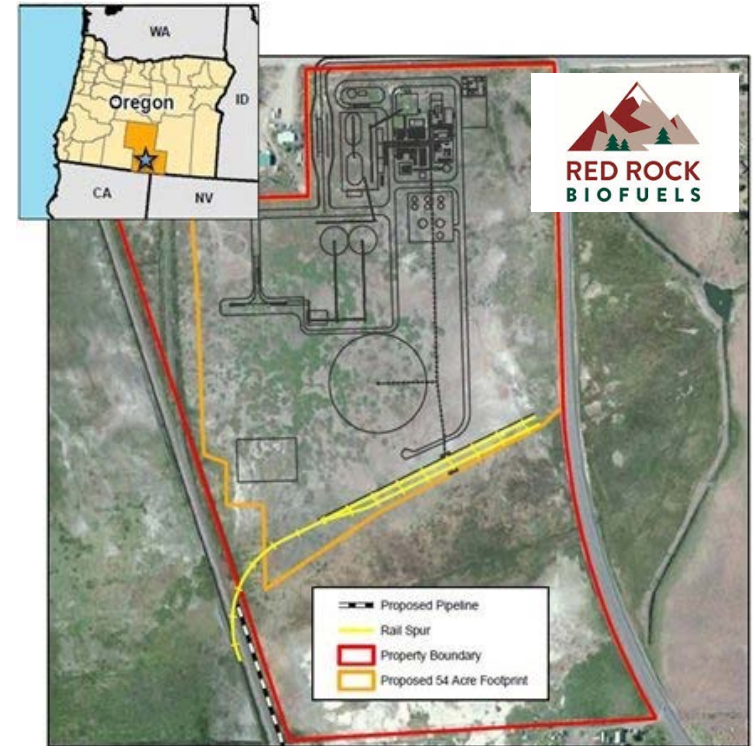 WA
Oregon
ID
CA
NV
RED ROCK
BIOFUELS
Proposed Pipeline
Rail Spur
Property Boundary
Proposed 54 Acre Footprint